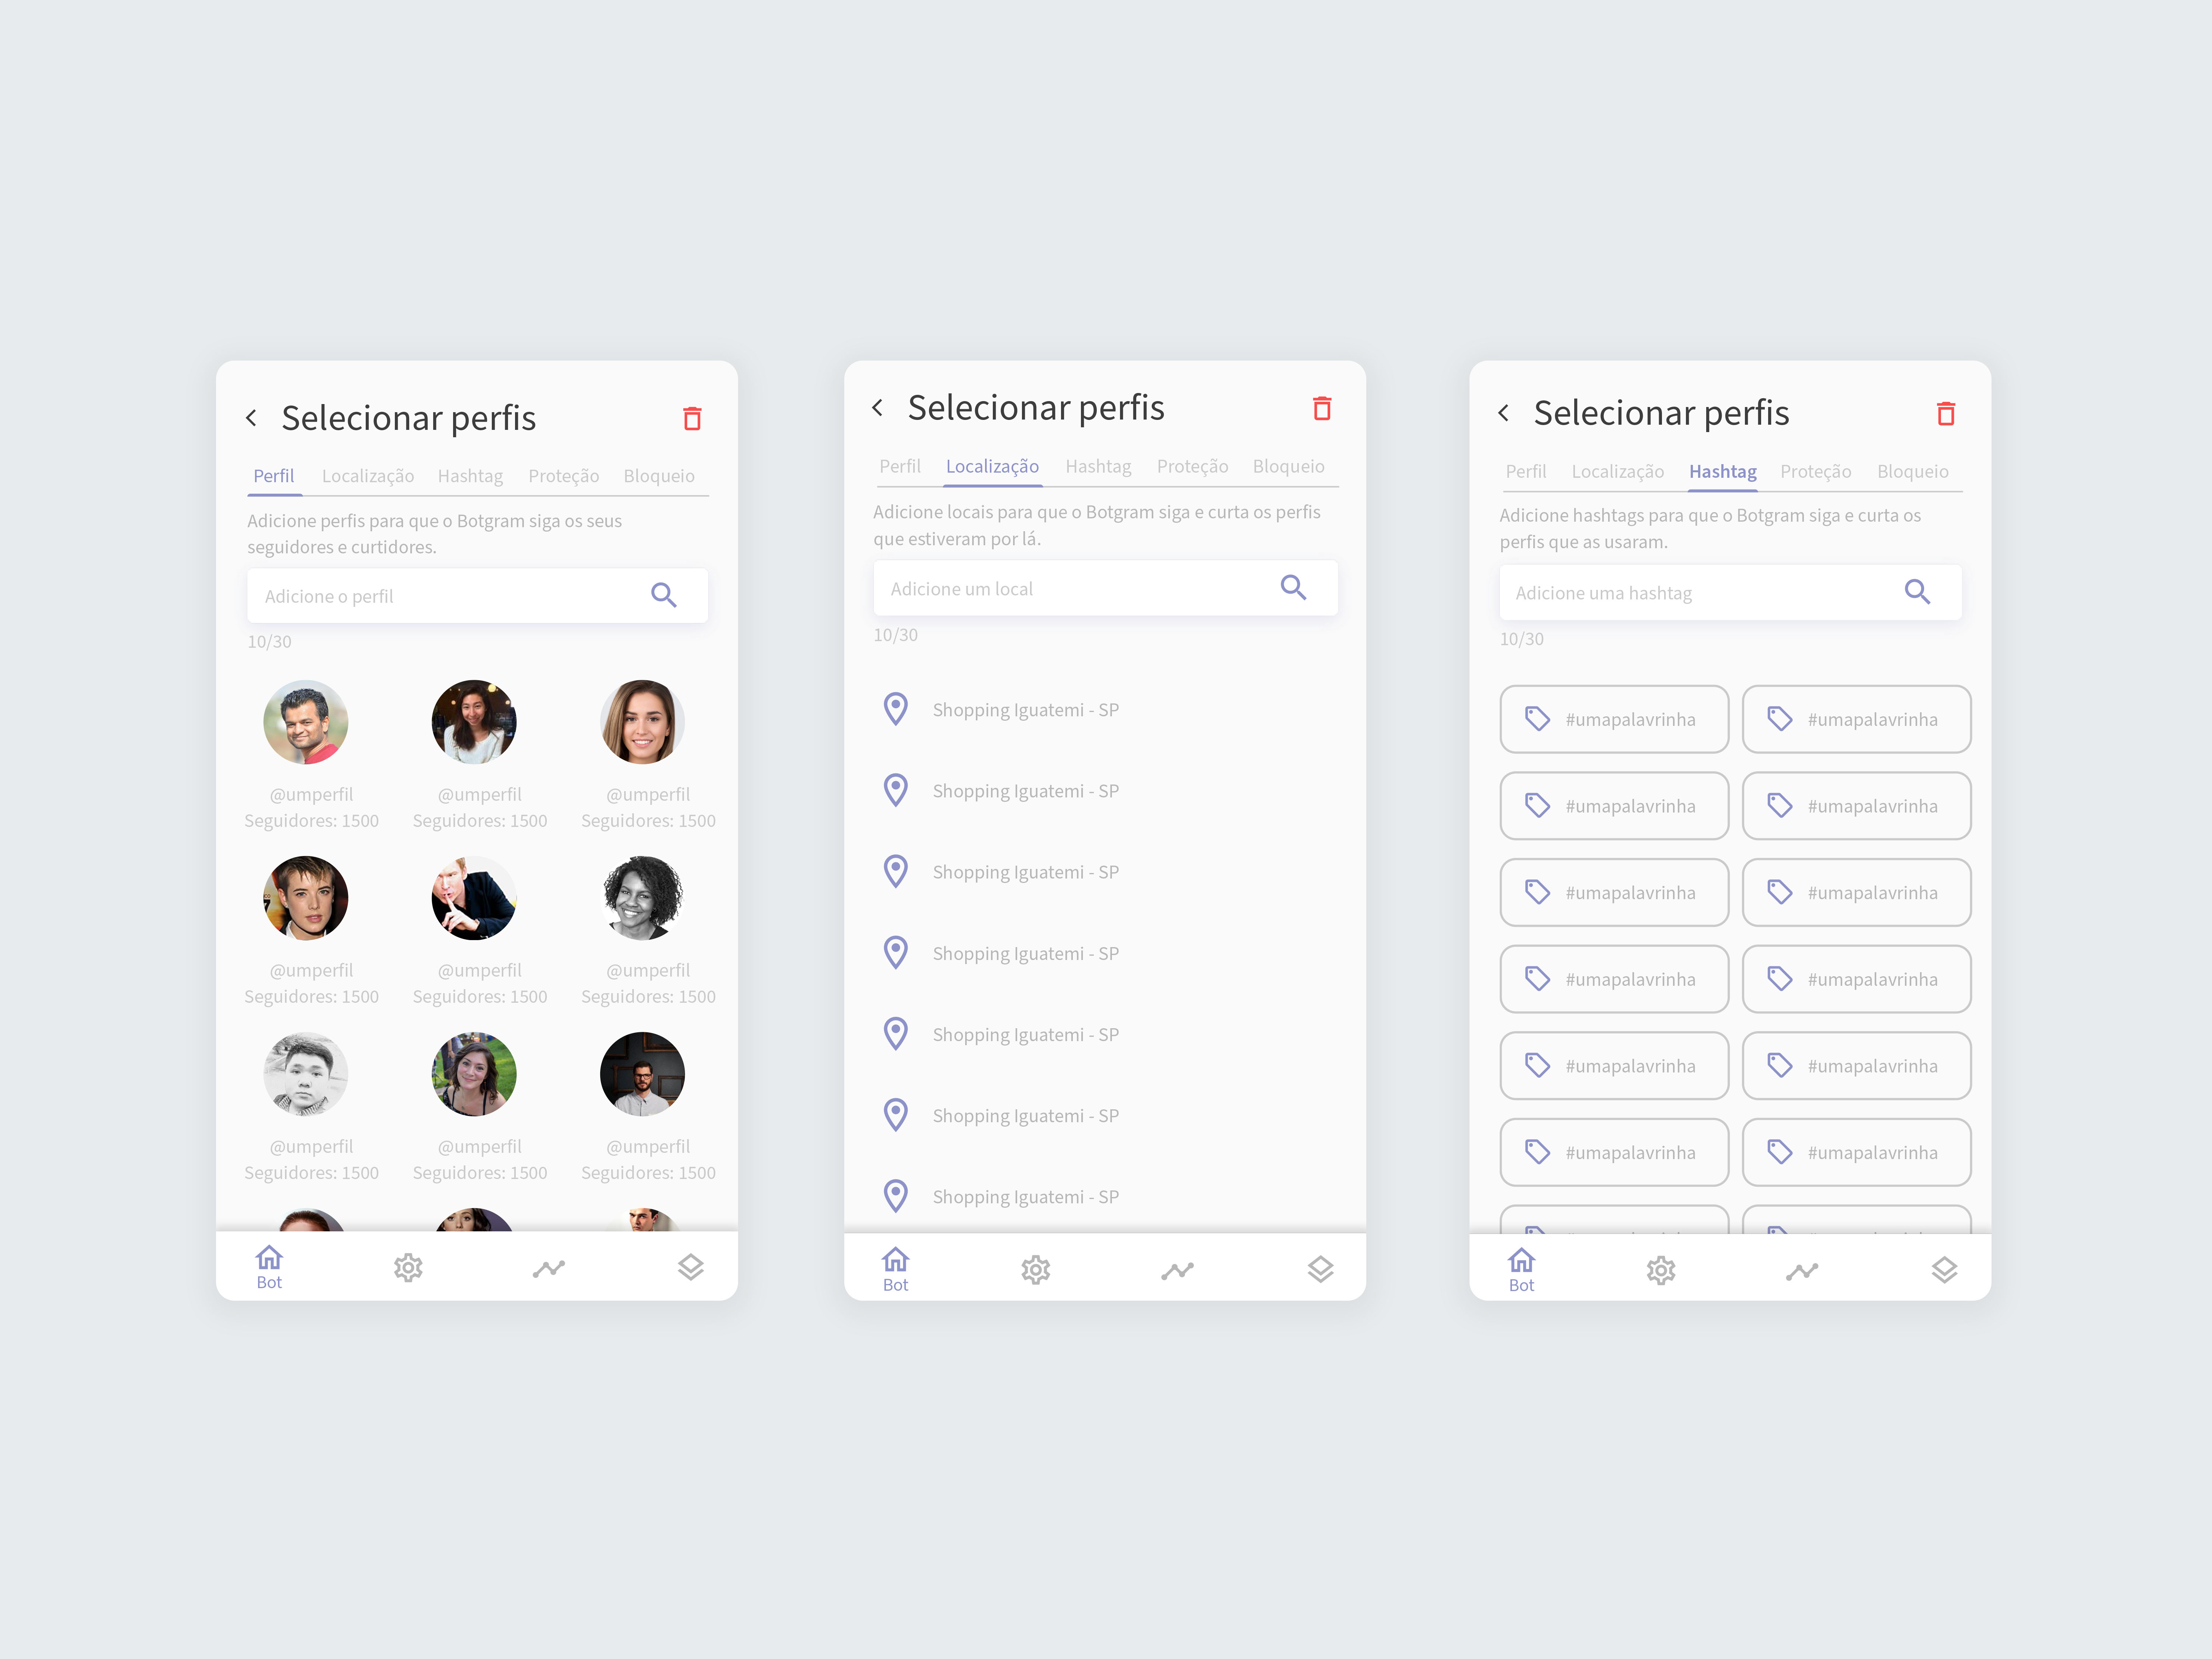 Selecionar perfis
Perfil Localização Hashtag Proteção Bloqueio
Adicione perfis para que o Botgram siga os seus
seguidores e curtidores.
Adicione o perfil
10/30
@umperfil @umperfil @umperfil
Seguidores: 1500 Seguidores: 1500 Seguidores: 1500
@umperfil @umperfil @umperfil
Seguidores: 1500 Seguidores: 1500 Seguidores: 1500
@umperfil @umperfil @umperfil
Seguidores: 1500 Seguidores: 1500 Seguidores: 1500
Bot
Selecionar perfis
Perfil Localização Hashtag Proteção Bloqueio
Adicione locais para que o Botgram siga e curta os perfis
que estiveram por lá.
Adicione um local
10/30
Shopping Iguatemi - SP
Shopping Iguatemi - SP
Shopping Iguatemi - SP
Shopping Iguatemi - SP
Shopping Iguatemi - SP
Shopping Iguatemi - SP
Shopping Iguatemi - SP
Bot
Selecionar perfis
Perfil Localização Hashtag Proteção Bloqueio
Adicione hashtags para que o Botgram siga e curta os
perfis que as usaram.
Adicione uma hashtag
10/30
#umapalavrinha #umapalavrinha
#umapalavrinha #umapalavrinha
#umapalavrinha #umapalavrinha
#umapalavrinha #umapalavrinha
#umapalavrinha #umapalavrinha
#umapalavrinha #umapalavrinha
Bot